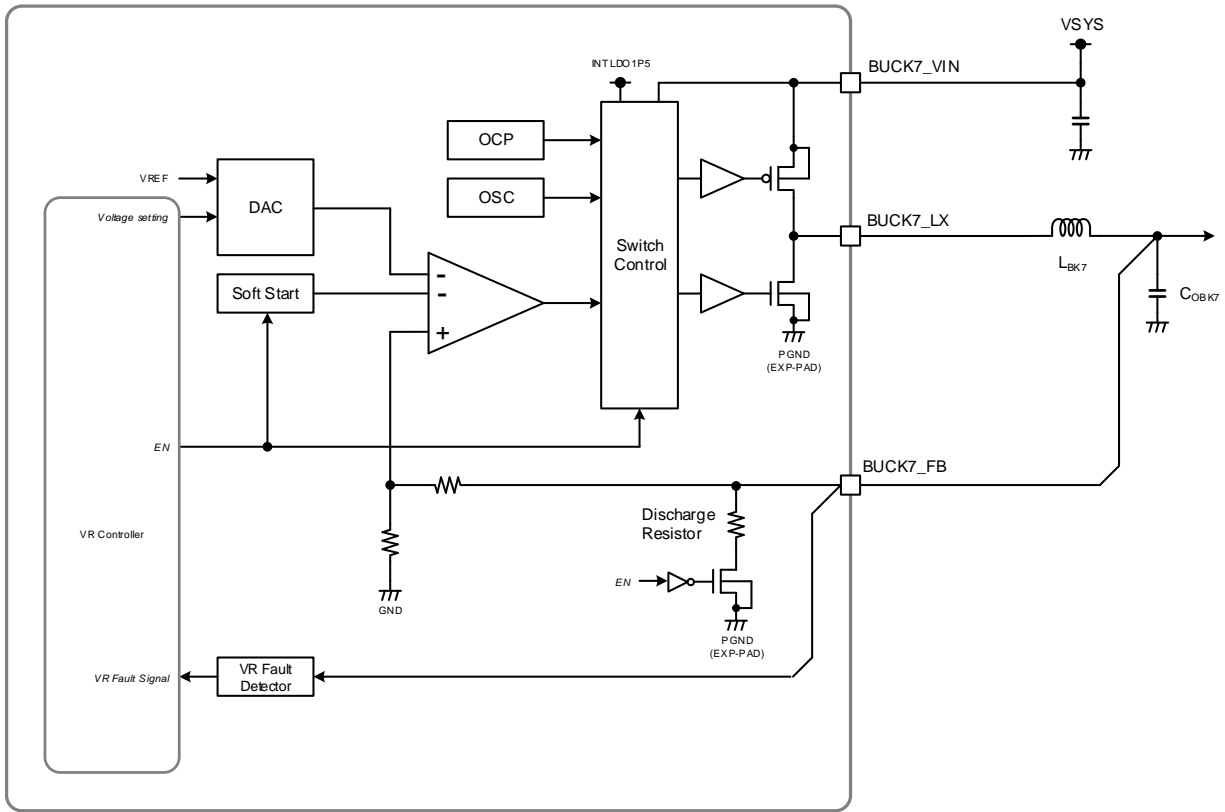 VSYS
BUCK7_VIN
INTLDO1P5
OCP
VREF
DAC
OSC
Voltage setting
BUCK7_LX
Switch
Control
LBK7
-
-
Soft Start
COBK7
+
PGND
(EXP-PAD)
EN
BUCK7_FB
Discharge
Resistor
VR Controller
EN
GND
PGND
(EXP-PAD)
VR Fault Signal
VR Fault
Detector